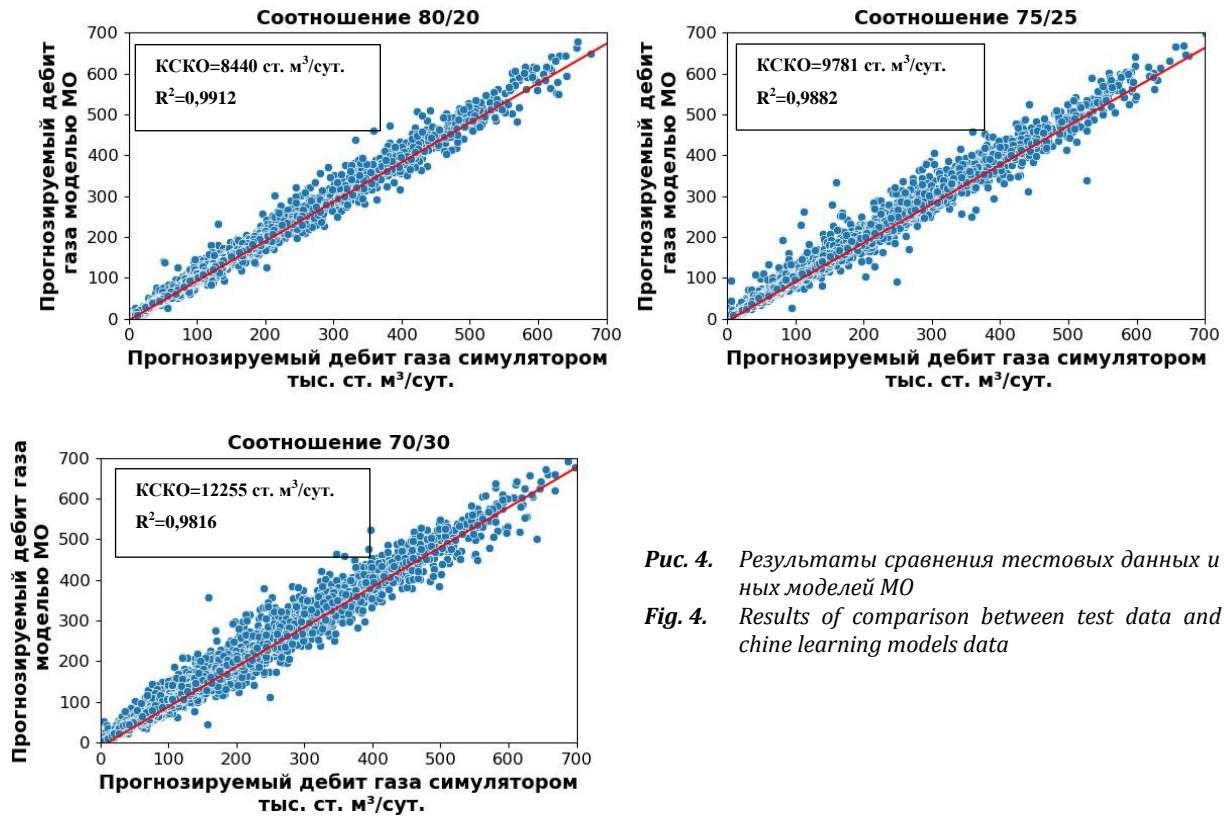 Соотношение 80/20
700
600
500
400
300
200
100
0
Прогнозируемый дебит
газа моделью МО
КСКО=8440 ст. м³/сут.
R²=0,9912
0 100 200 300 400 500 600 700
Прогнозируемый дебит газа симулятором
тыс. ст. м³/сут.
Соотношение 75/25
700
600
500
400
300
200
100
0
Прогнозируемый дебит
газа моделью МО
КСКО=9781 ст. м³/сут.
R²=0,9882
0 100 200 300 400 500 600 700
Прогнозируемый дебит газа симулятором
тыс. ст. м³/сут.
Соотношение 70/30
700
600
500
400
300
200
100
0
Прогнозируемый дебит газа
моделью МО
КСКО=12255 ст. м³/сут.
R²=0,9816
0 100 200 300 400 500 600 700
Прогнозируемый дебит газа симулятором
тыс. ст. м³/сут.
Рис. 4. Результаты сравнения тестовых данных и
ных моделей МО
Fig. 4. Results of comparison between test data and
chine learning models data